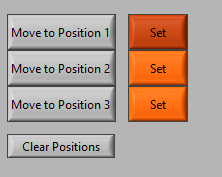 Move to Position 1 Set
Move to Position 2 Set
Move to Position 3 Set
Clear Positions